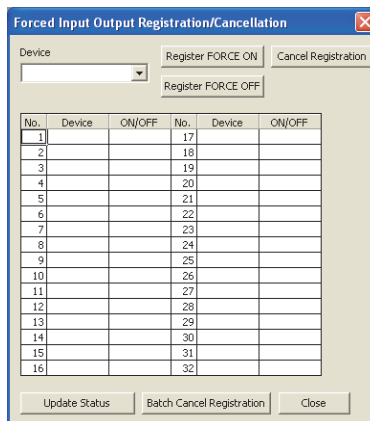 Forced Input Output Registration/Cancellation
Device
Register FORCE ON
Cancel Registration
Register FORCE OFF
No. Device ON/OFF No. Device ON/OFF
1 17
2 18
3 19
4 20
5 21
6 22
7 23
8 24
9 25
10 26
11 27
12 28
13 29
14 30
15 31
16 32
Update Status Batch Cancel Registration Close